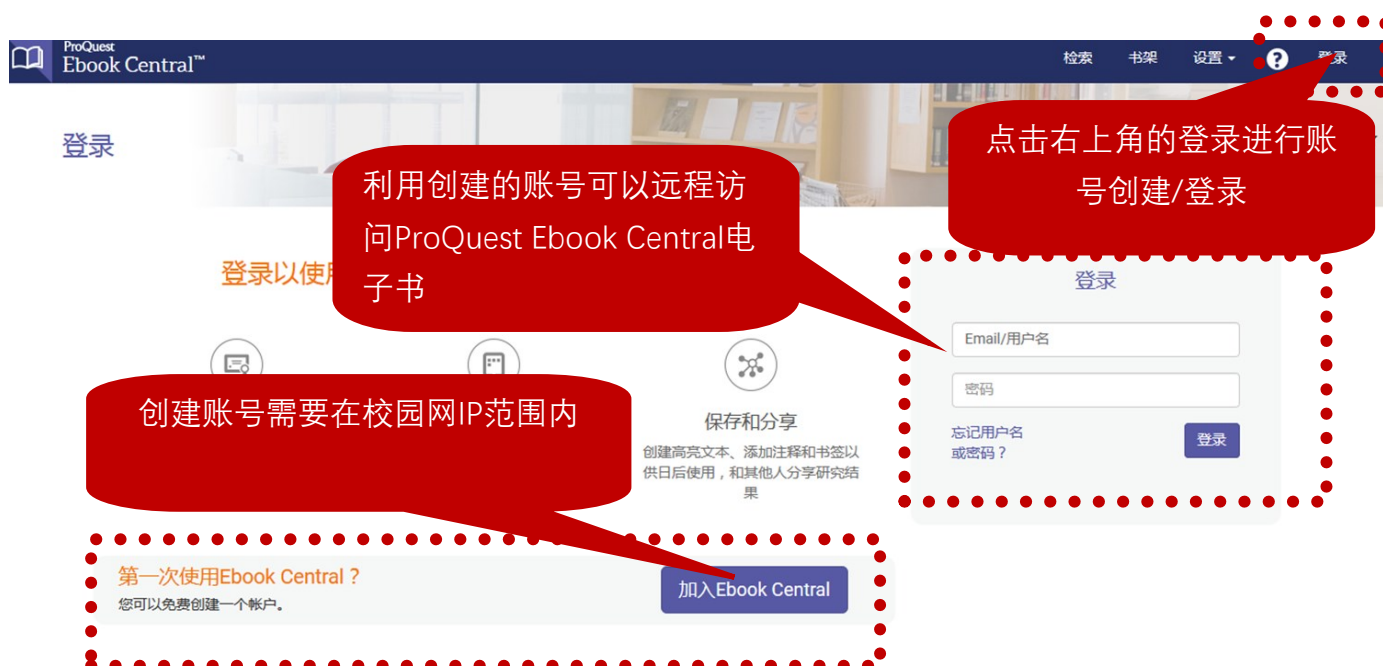 ProQuest
Ebook Central™
检索
书架
设置
?
登录
点击右上角的登录进行账
号创建/登录
登录
利用创建的账号可以远程访
问ProQuest Ebook Central电
子书
登录以使
登录
Email/用户名
密码
忘记用户名
或密码？
登录
创建账号需要在校园网IP范围内
保存和分享
创建高亮文本、添加注释和书签以
供日后使用，和其他人分享研究结
果
第一次使用Ebook Central？
您可以免费创建一个帐户。
加入Ebook Central